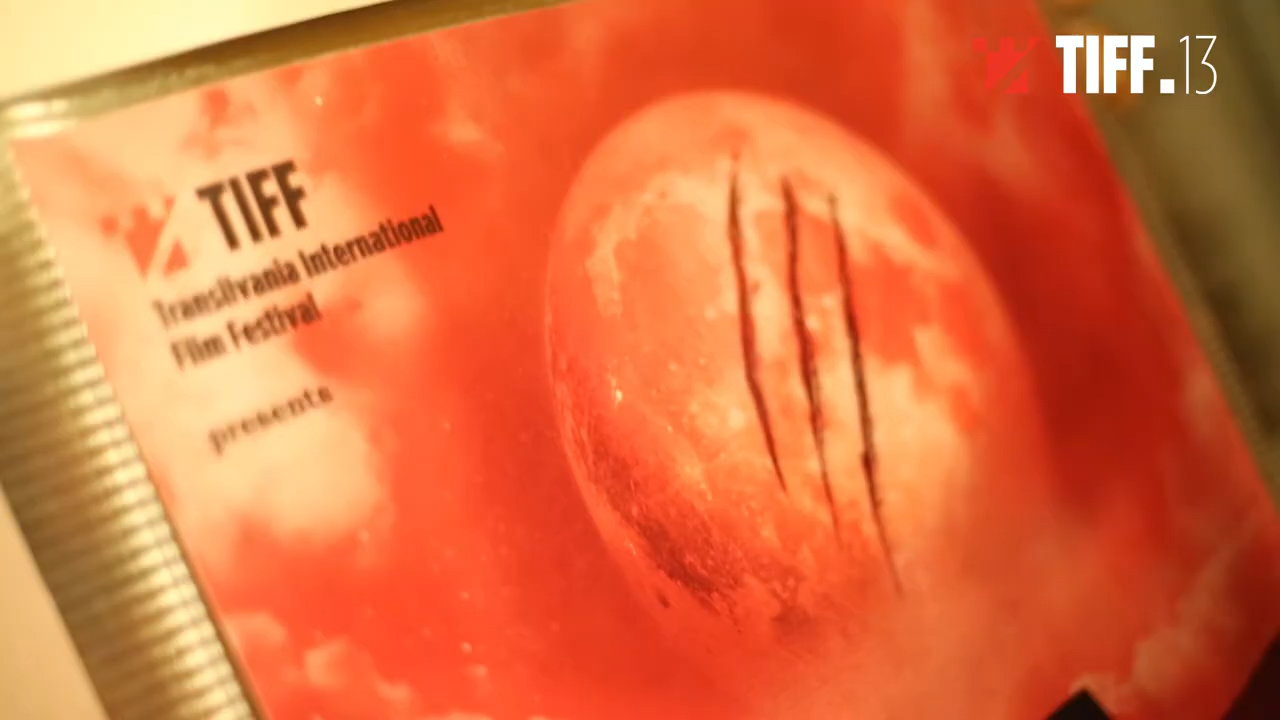 TIFF.13
TIFF
Transilvania International
Film Festival
presents